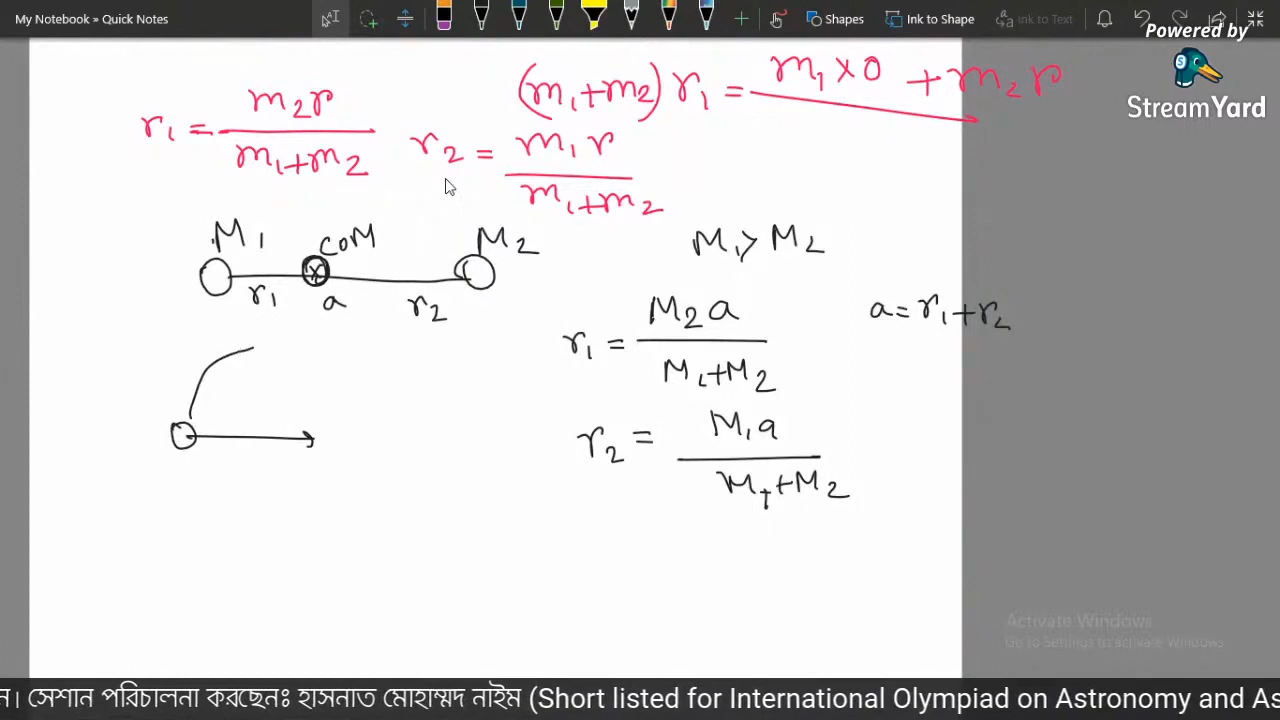 My Notebook » Quick Notes
Shapes
Ink to Shape
Ink to Text
Powered by
StreamYard
(m₁+m₂) r₁ = m₁×0 + m₂r
r₁ = m₂r / m₁+m₂
r₂ = m₁r / m₁+m₂
M₁ COM M₂
r₁ a r₂
M₁ > M₂
r₁ = M₂a / M₁+M₂
a = r₁+r₂
r₂ = M₁a / M₁+M₂
Activate Windows
Go to Settings to activate Windows.
ন। সেশান পরিচালনা করছেনঃ হাসনাত মোহাম্মদ নাইম (Short listed for International Olympiad on Astronomy and As